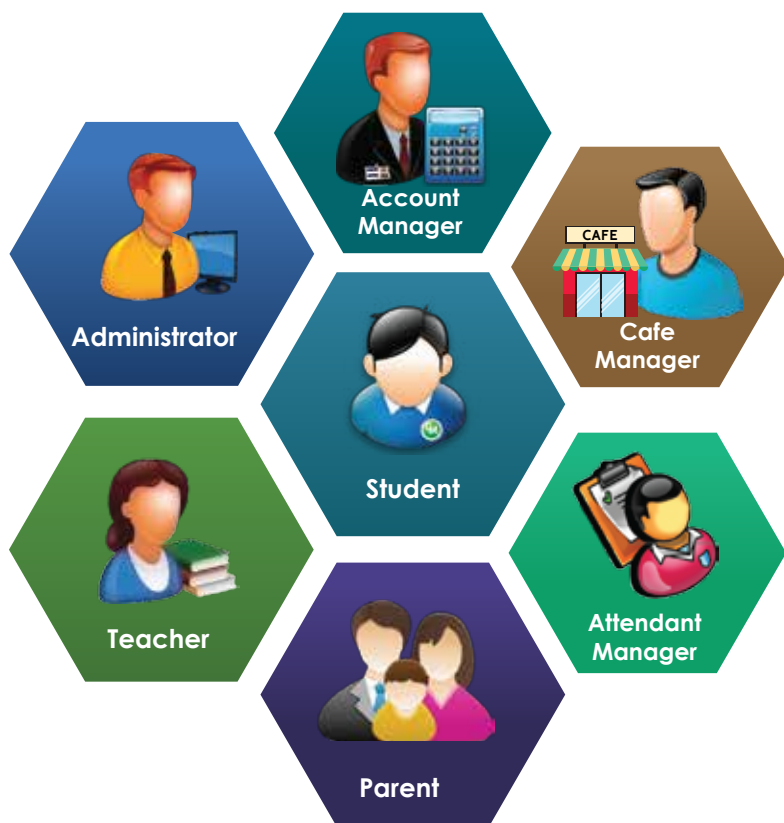 Account
Manager
Administrator
CAFE
Cafe
Manager
Student
Teacher
Attendant
Manager
Parent